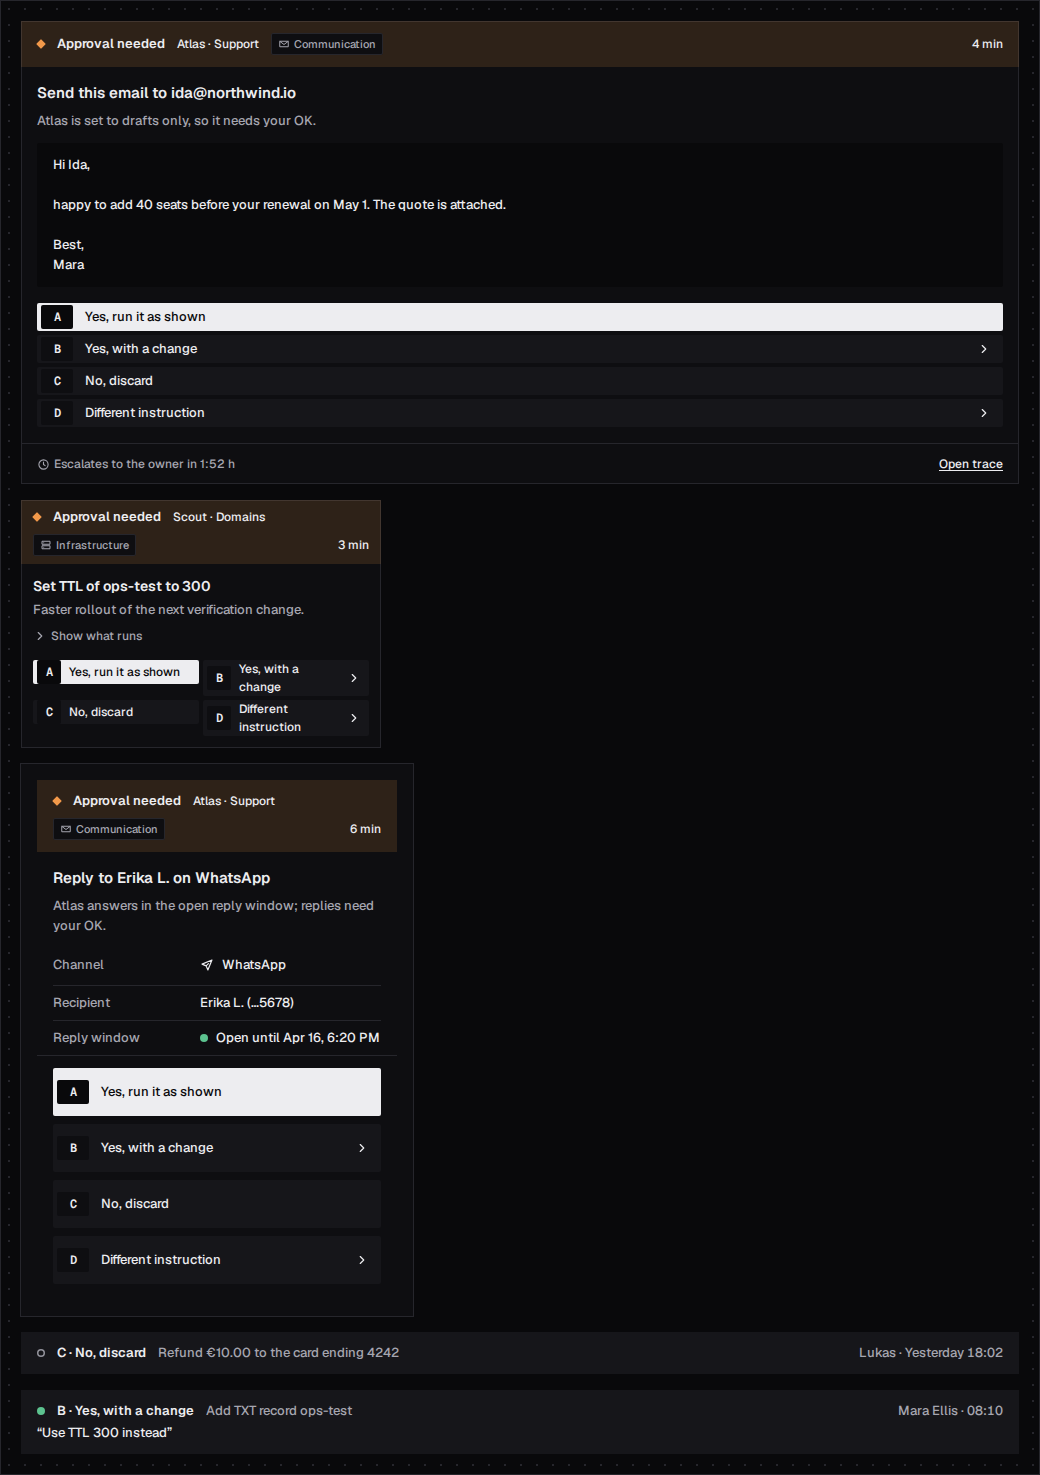 Approval needed Atlas · Support Communication 4 min
Send this email to ida@northwind.io
Atlas is set to drafts only, so it needs your OK.
Hi Ida,
happy to add 40 seats before your renewal on May 1. The quote is attached.
Best,
Mara
A Yes, run it as shown
B Yes, with a change
C No, discard
D Different instruction
Escalates to the owner in 1:52 h Open trace
Approval needed Scout · Domains
Infrastructure 3 min
Set TTL of ops-test to 300
Faster rollout of the next verification change.
Show what runs
A Yes, run it as shown
B Yes, with a
change
C No, discard
D Different
instruction
Approval needed Atlas · Support
Communication 6 min
Reply to Erika L. on WhatsApp
Atlas answers in the open reply window; replies need
your OK.
Channel WhatsApp
Recipient Erika L. (…5678)
Reply window Open until Apr 16, 6:20 PM
A Yes, run it as shown
B Yes, with a change
C No, discard
D Different instruction
C · No, discard Refund €10.00 to the card ending 4242 Lukas · Yesterday 18:02
B · Yes, with a change Add TXT record ops-test Mara Ellis · 08:10
“Use TTL 300 instead”